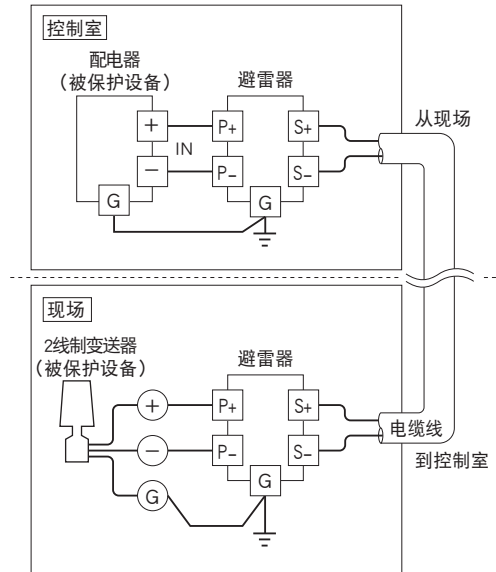 控制室
配电器
（被保护设备）
避雷器
从现场
+
P+
S+
IN
−
P−
S−
G
G
现场
2线制变送器
（被保护设备）
避雷器
+
P+
S+
电缆线
−
P−
S−
到控制室
G
G